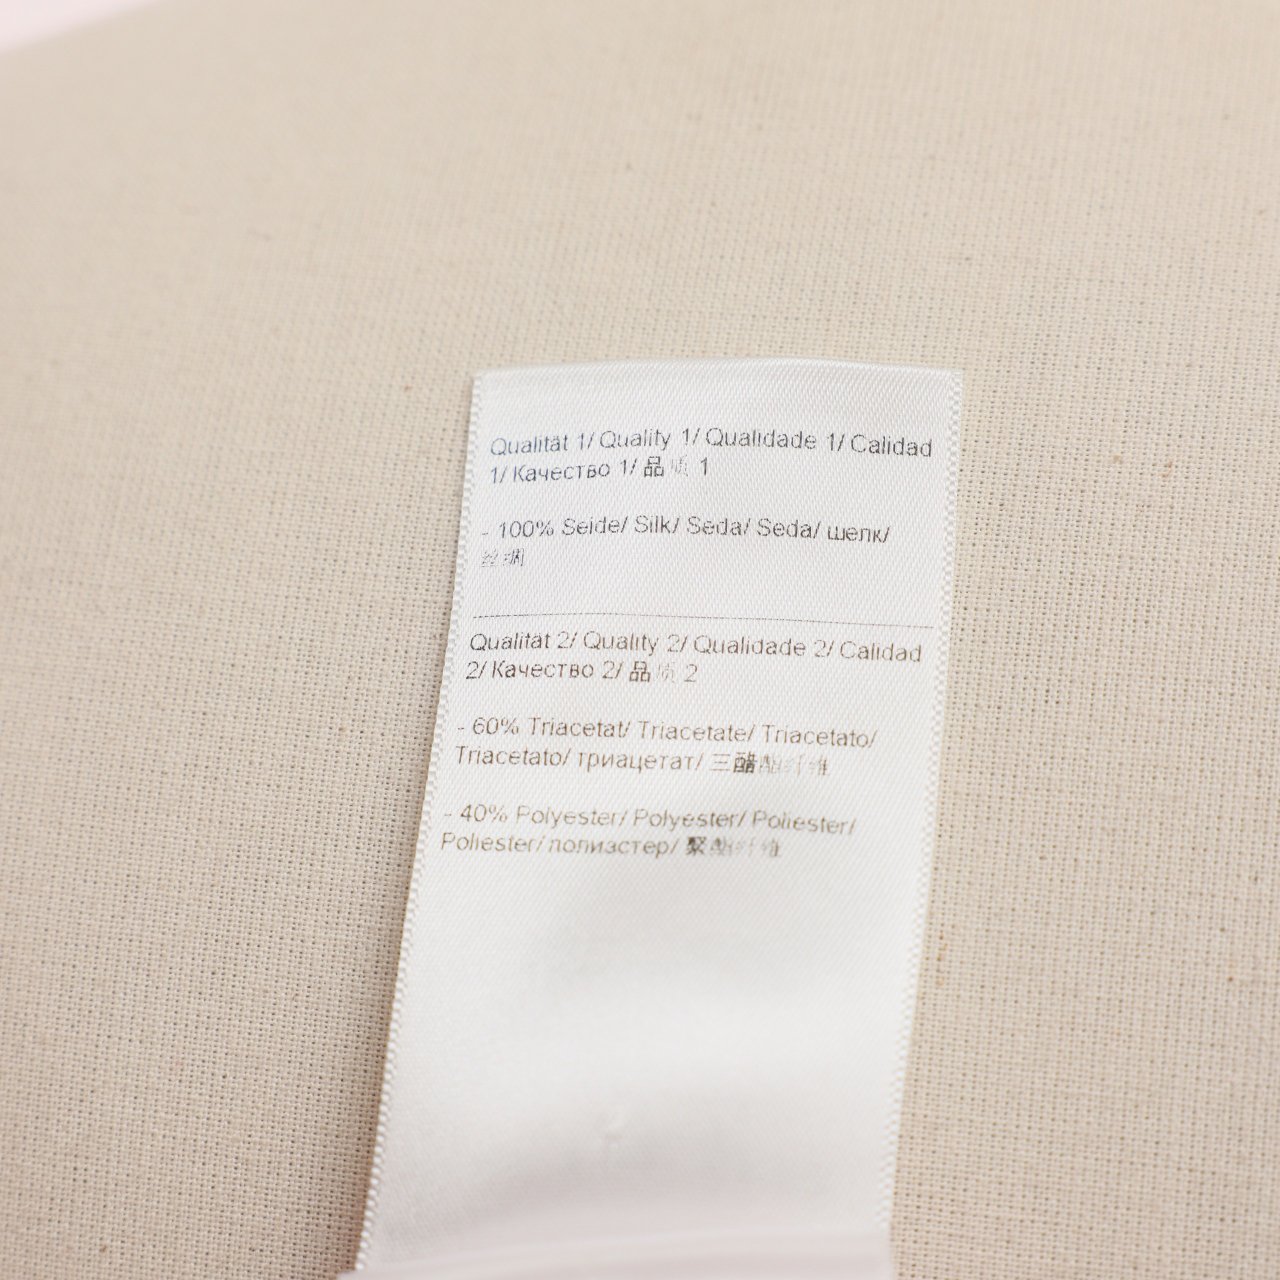 Qualität 1/ Quality 1/ Qualidade 1/ Calidad
1/ Качество 1/ 品质 1
- 100% Seide/ Silk/ Seda/ Seda/ шелк/
丝绸
Qualität 2/ Quality 2/ Qualidade 2/ Calidad
2/ Качество 2/ 品质 2
- 60% Triacetat/ Triacetate/ Triacetato/
Triacetato/ триацетат/ 三醋酯纤维
- 40% Polyester/ Polyester/ Poliester/
Poliester/ полиэстер/ 聚酯纤维